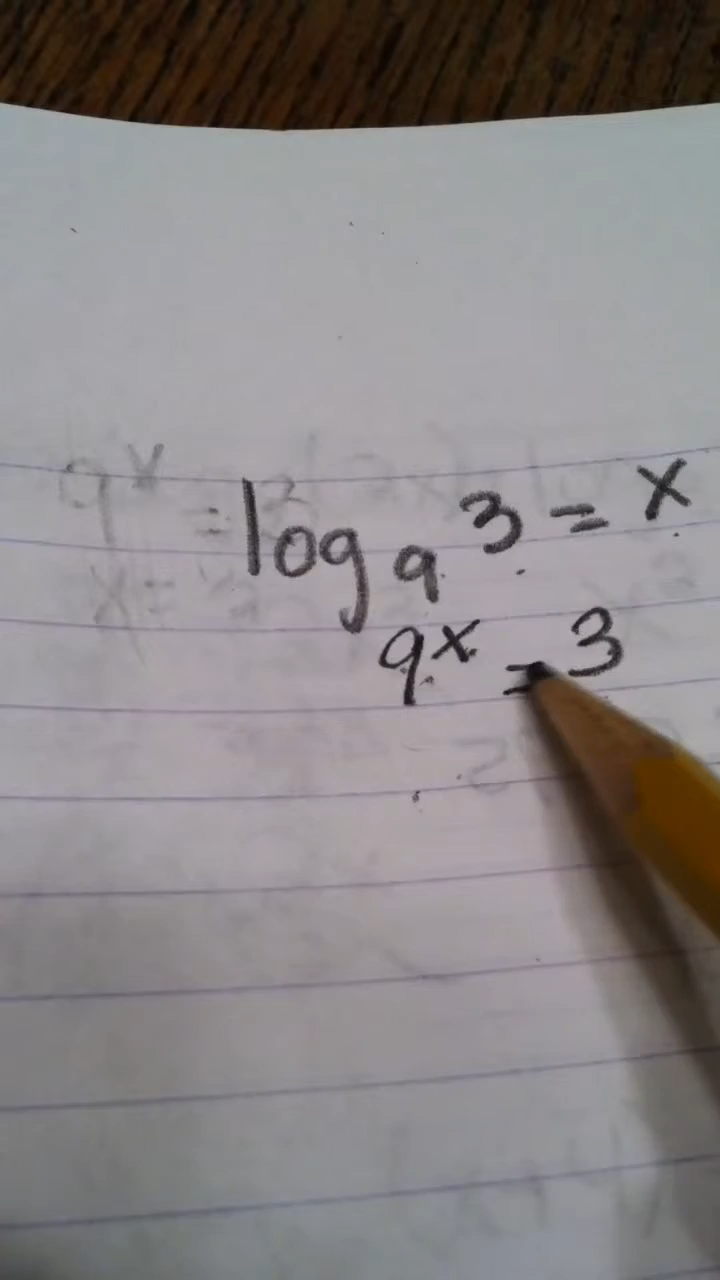 log₉ 3 = x
9ˣ = 3